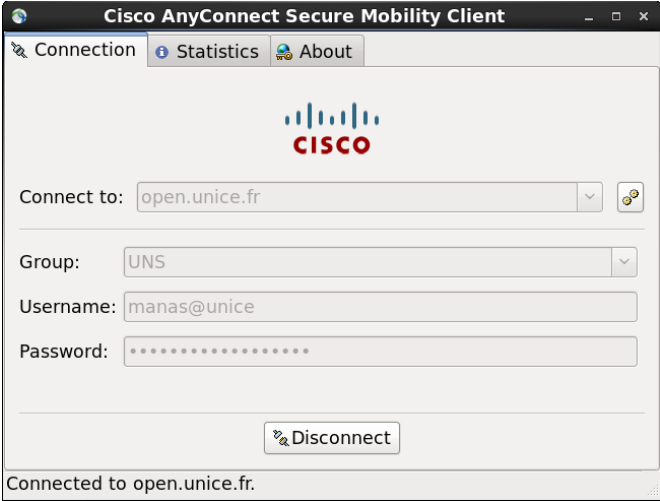 Cisco AnyConnect Secure Mobility Client
Connection Statistics About
CISCO
Connect to: open.unice.fr
Group: UNS
Username: manas@unice
Password: ••••••••••••••••••
Disconnect
Connected to open.unice.fr.